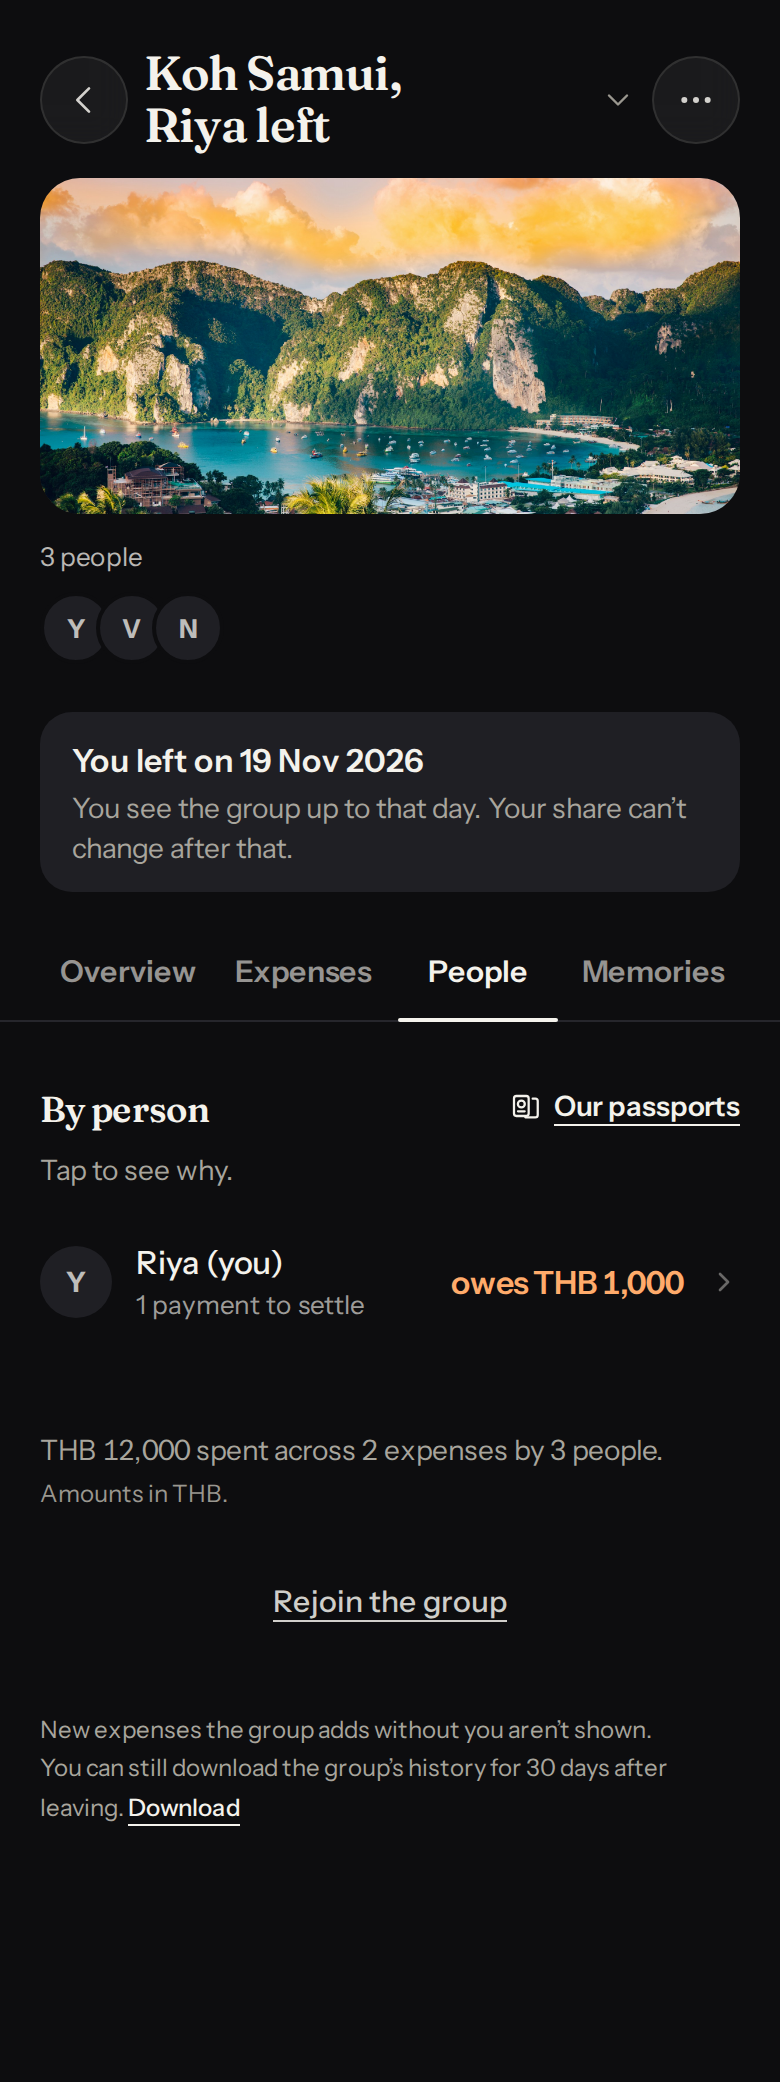 Koh Samui,
Riya left
3 people
Y V N
You left on 19 Nov 2026
You see the group up to that day. Your share can’t
change after that.
Overview Expenses People Memories
By person
Our passports
Tap to see why.
Y
Riya (you)
1 payment to settle
owes THB 1,000
THB 12,000 spent across 2 expenses by 3 people.
Amounts in THB.
Rejoin the group
New expenses the group adds without you aren’t shown.
You can still download the group’s history for 30 days after
leaving. Download